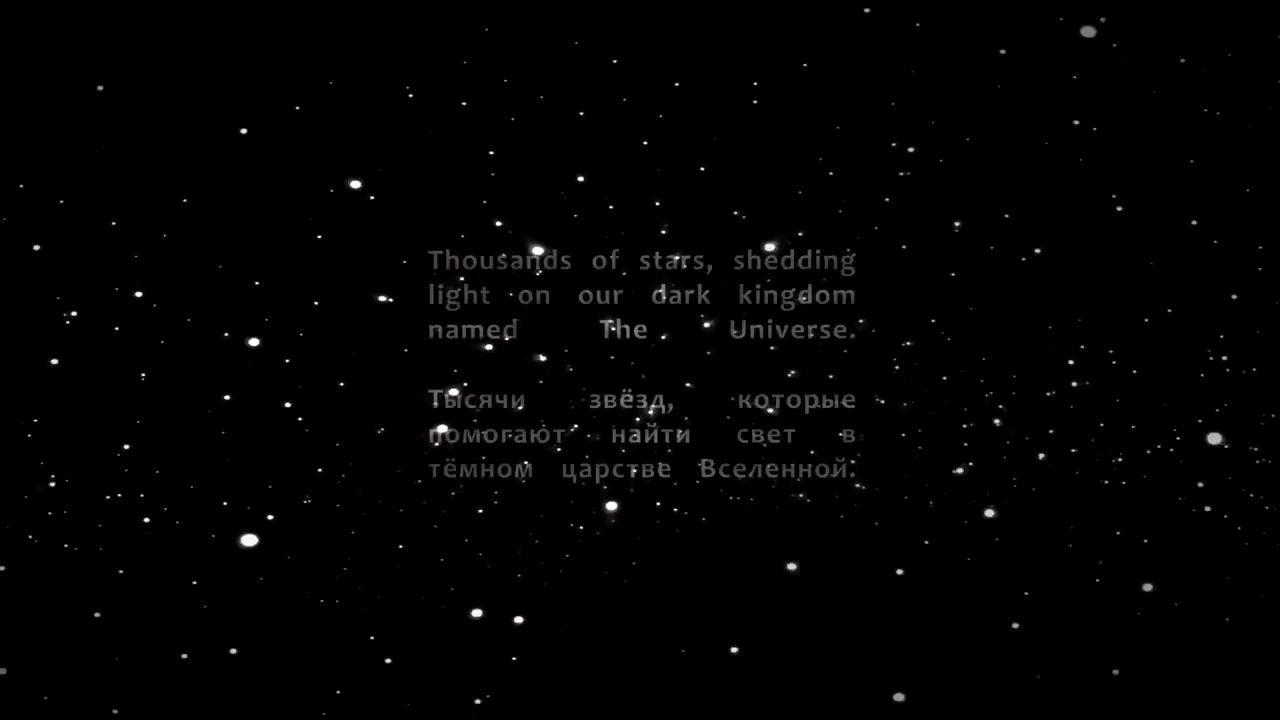 Thousands of stars, shedding
light on our dark kingdom
named The Universe.
Тысячи звёзд, которые
помогают найти свет в
тёмном царстве Вселенной.